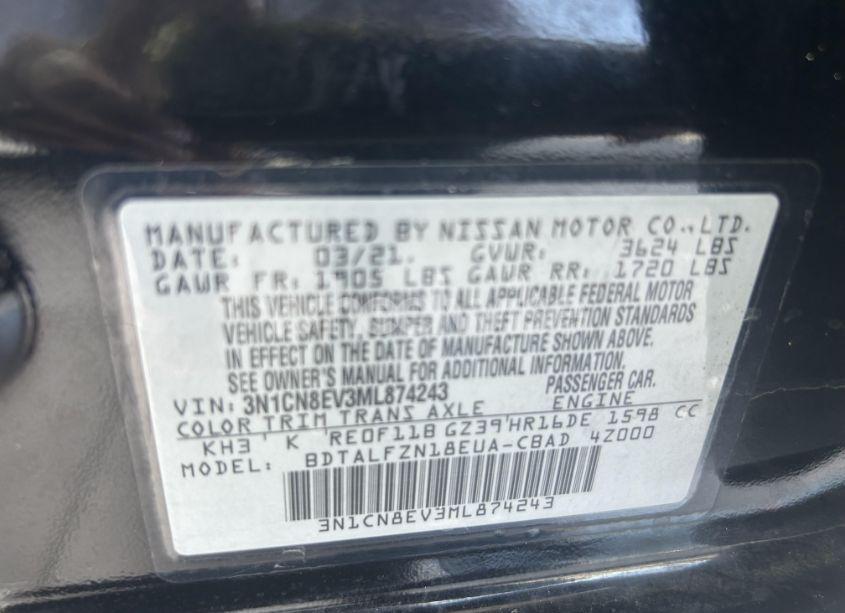 MANUFACTURED BY NISSAN MOTOR CO.,LTD.
DATE: 03/21. GVWR: 3624 LBS
GAWR FR: 1905 LBS GAWR RR: 1720 LBS
THIS VEHICLE CONFORMS TO ALL APPLICABLE FEDERAL MOTOR
VEHICLE SAFETY, BUMPER AND THEFT PREVENTION STANDARDS
IN EFFECT ON THE DATE OF MANUFACTURE SHOWN ABOVE.
SEE OWNER'S MANUAL FOR ADDITIONAL INFORMATION.
VIN: 3N1CN8EV3ML874243 PASSENGER CAR.
COLOR TRIM TRANS AXLE ENGINE
KH3 K RE0F11B GZ39 HR16DE 1598 CC
MODEL: BDTALFZN18EUA-CBAD 4Z000
3N1CN8EV3ML874243